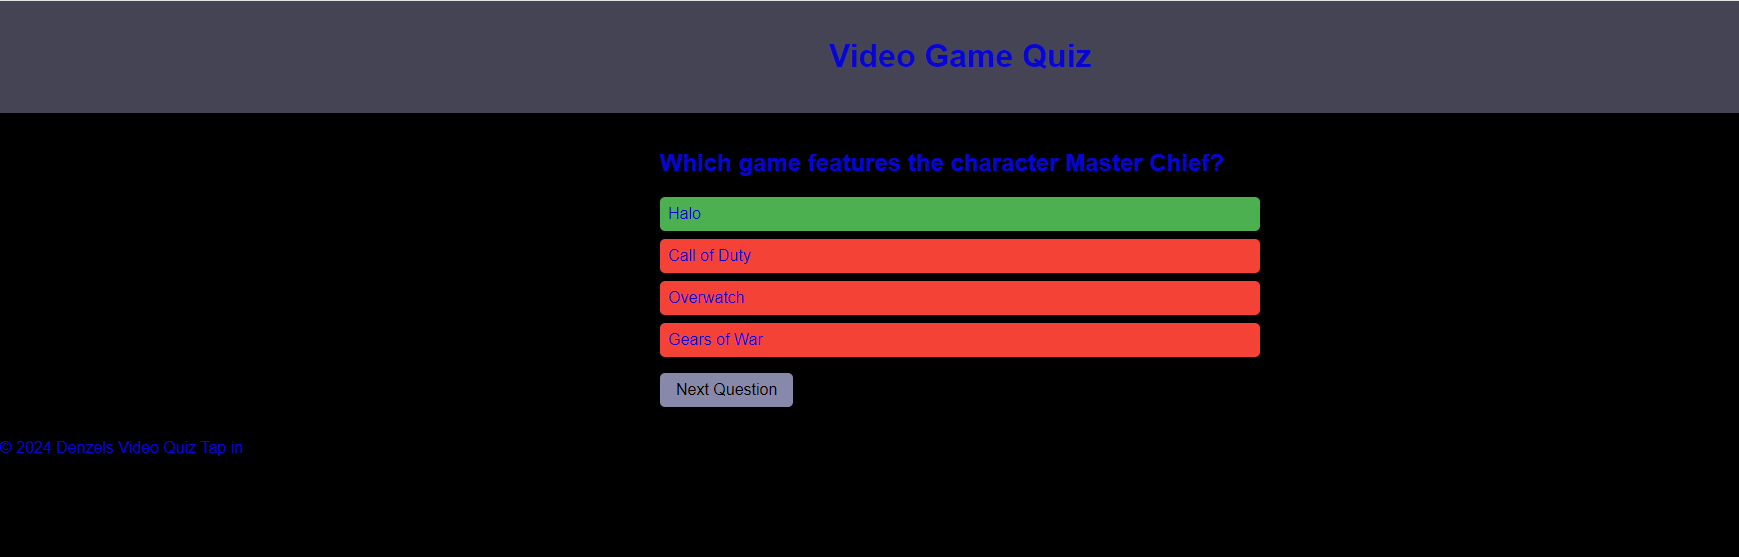 Video Game Quiz
Which game features the character Master Chief?
Halo
Call of Duty
Overwatch
Gears of War
Next Question
© 2024 Denzels Video Quiz Tap in